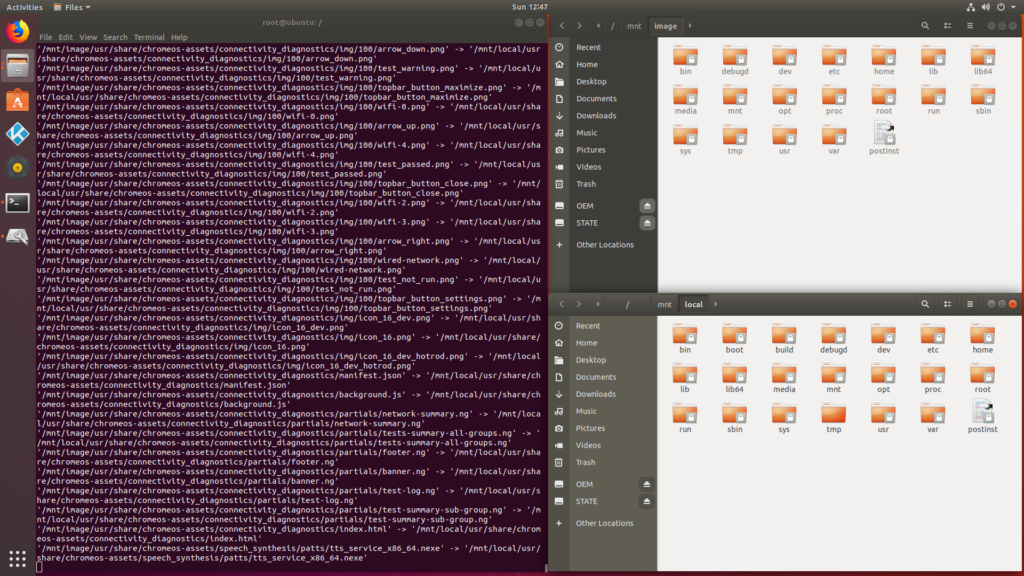 Activities Files Sun 12:47
root@ubuntu: /
File Edit View Search Terminal Help
'/mnt/image/usr/share/chromeos-assets/connectivity_diagnostics/img/100/arrow_down.png' -> '/mnt/local/us
r/share/chromeos-assets/connectivity_diagnostics/img/100/arrow_down.png'
'/mnt/image/usr/share/chromeos-assets/connectivity_diagnostics/img/100/test_warning.png' -> '/mnt/local/
usr/share/chromeos-assets/connectivity_diagnostics/img/100/test_warning.png'
'/mnt/image/usr/share/chromeos-assets/connectivity_diagnostics/img/100/topbar_button_maximize.png' -> '/
mnt/local/usr/share/chromeos-assets/connectivity_diagnostics/img/100/topbar_button_maximize.png'
'/mnt/image/usr/share/chromeos-assets/connectivity_diagnostics/img/100/wifi-0.png' -> '/mnt/local/usr/sh
are/chromeos-assets/connectivity_diagnostics/img/100/wifi-0.png'
'/mnt/image/usr/share/chromeos-assets/connectivity_diagnostics/img/100/arrow_up.png' -> '/mnt/local/usr/
share/chromeos-assets/connectivity_diagnostics/img/100/arrow_up.png'
'/mnt/image/usr/share/chromeos-assets/connectivity_diagnostics/img/100/wifi-4.png' -> '/mnt/local/usr/sh
are/chromeos-assets/connectivity_diagnostics/img/100/wifi-4.png'
'/mnt/image/usr/share/chromeos-assets/connectivity_diagnostics/img/100/test_passed.png' -> '/mnt/local/u
sr/share/chromeos-assets/connectivity_diagnostics/img/100/test_passed.png'
'/mnt/image/usr/share/chromeos-assets/connectivity_diagnostics/img/100/topbar_button_close.png' -> '/mnt
/local/usr/share/chromeos-assets/connectivity_diagnostics/img/100/topbar_button_close.png'
'/mnt/image/usr/share/chromeos-assets/connectivity_diagnostics/img/100/wifi-2.png' -> '/mnt/local/usr/sh
are/chromeos-assets/connectivity_diagnostics/img/100/wifi-2.png'
'/mnt/image/usr/share/chromeos-assets/connectivity_diagnostics/img/100/wifi-3.png' -> '/mnt/local/usr/sh
are/chromeos-assets/connectivity_diagnostics/img/100/wifi-3.png'
'/mnt/image/usr/share/chromeos-assets/connectivity_diagnostics/img/100/arrow_right.png' -> '/mnt/local/u
sr/share/chromeos-assets/connectivity_diagnostics/img/100/arrow_right.png'
'/mnt/image/usr/share/chromeos-assets/connectivity_diagnostics/img/100/wired-network.png' -> '/mnt/local
/usr/share/chromeos-assets/connectivity_diagnostics/img/100/wired-network.png'
'/mnt/image/usr/share/chromeos-assets/connectivity_diagnostics/img/100/test_not_run.png' -> '/mnt/local/
usr/share/chromeos-assets/connectivity_diagnostics/img/100/test_not_run.png'
'/mnt/image/usr/share/chromeos-assets/connectivity_diagnostics/img/100/topbar_button_settings.png' -> '/
mnt/local/usr/share/chromeos-assets/connectivity_diagnostics/img/100/topbar_button_settings.png'
'/mnt/image/usr/share/chromeos-assets/connectivity_diagnostics/img/icon_16_dev.png' -> '/mnt/local/usr/s
hare/chromeos-assets/connectivity_diagnostics/img/icon_16_dev.png'
'/mnt/image/usr/share/chromeos-assets/connectivity_diagnostics/img/icon_16.png' -> '/mnt/local/usr/share
/chromeos-assets/connectivity_diagnostics/img/icon_16.png'
'/mnt/image/usr/share/chromeos-assets/connectivity_diagnostics/img/icon_16_dev_hotrod.png' -> '/mnt/loca
l/usr/share/chromeos-assets/connectivity_diagnostics/img/icon_16_dev_hotrod.png'
'/mnt/image/usr/share/chromeos-assets/connectivity_diagnostics/manifest.json' -> '/mnt/local/usr/share/c
hromeos-assets/connectivity_diagnostics/manifest.json'
'/mnt/image/usr/share/chromeos-assets/connectivity_diagnostics/background.js' -> '/mnt/local/usr/share/c
hromeos-assets/connectivity_diagnostics/background.js'
'/mnt/image/usr/share/chromeos-assets/connectivity_diagnostics/partials/network-summary.ng' -> '/mnt/loc
al/usr/share/chromeos-assets/connectivity_diagnostics/partials/network-summary.ng'
'/mnt/image/usr/share/chromeos-assets/connectivity_diagnostics/partials/tests-summary-all-groups.ng' -> 
'/mnt/local/usr/share/chromeos-assets/connectivity_diagnostics/partials/tests-summary-all-groups.ng'
'/mnt/image/usr/share/chromeos-assets/connectivity_diagnostics/partials/footer.ng' -> '/mnt/local/usr/sh
are/chromeos-assets/connectivity_diagnostics/partials/footer.ng'
'/mnt/image/usr/share/chromeos-assets/connectivity_diagnostics/partials/banner.ng' -> '/mnt/local/usr/sh
are/chromeos-assets/connectivity_diagnostics/partials/banner.ng'
'/mnt/image/usr/share/chromeos-assets/connectivity_diagnostics/partials/test-log.ng' -> '/mnt/local/usr/
share/chromeos-assets/connectivity_diagnostics/partials/test-log.ng'
'/mnt/image/usr/share/chromeos-assets/connectivity_diagnostics/partials/test-summary-sub-group.ng' -> '/
mnt/local/usr/share/chromeos-assets/connectivity_diagnostics/partials/test-summary-sub-group.ng'
'/mnt/image/usr/share/chromeos-assets/connectivity_diagnostics/index.html' -> '/mnt/local/usr/share/chro
meos-assets/connectivity_diagnostics/index.html'
'/mnt/image/usr/share/chromeos-assets/speech_synthesis/patts/tts_service_x86_64.nexe' -> '/mnt/local/usr
/share/chromeos-assets/speech_synthesis/patts/tts_service_x86_64.nexe'
/ mnt image
Recent
Home
Desktop
Documents
Downloads
Music
Pictures
Videos
Trash
OEM
STATE
+ Other Locations
bin debugd dev etc home lib lib64
media mnt opt proc root run sbin
sys tmp usr var postinst
/ mnt local
Recent
Home
Desktop
Documents
Downloads
Music
Pictures
Videos
Trash
OEM
STATE
+ Other Locations
bin boot build debugd dev etc home
lib lib64 media mnt opt proc root
run sbin sys tmp usr var postinst